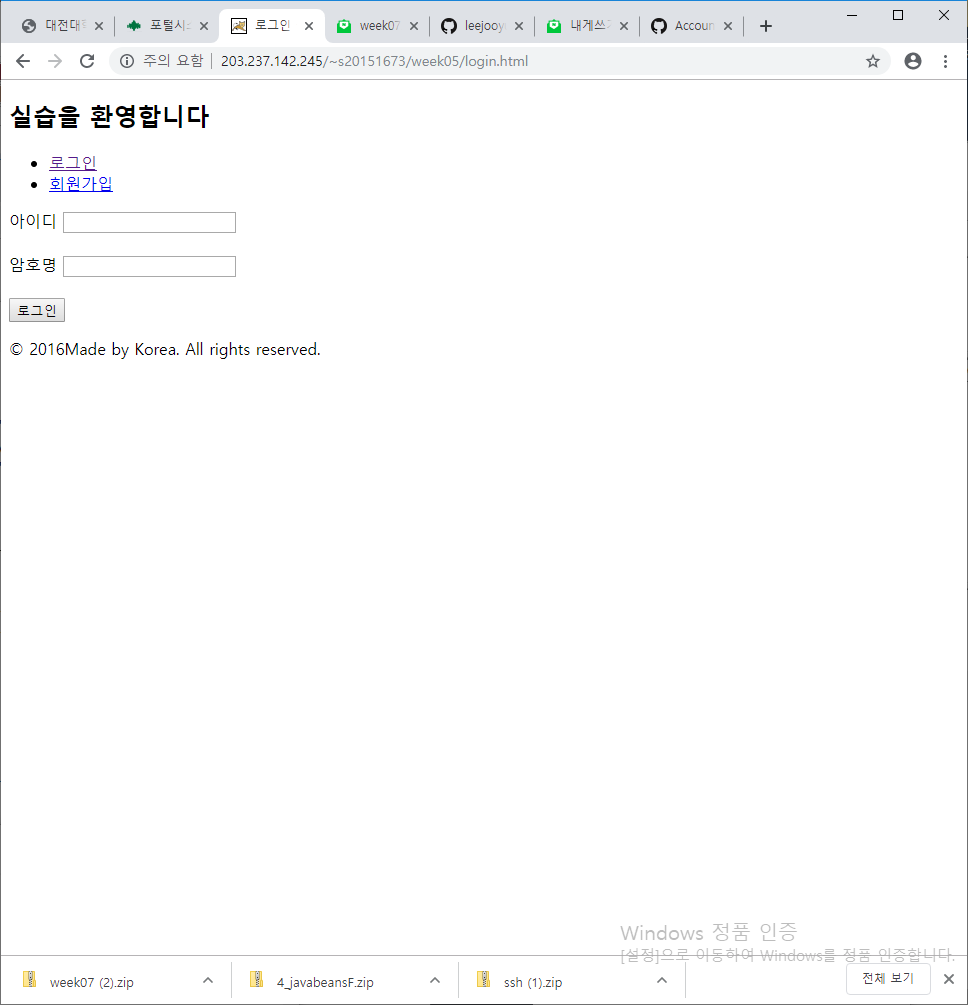 대전대학
포털시스
로그인
week07
leejooy
내게쓰기
Accoun
주의 요함 203.237.142.245/~s20151673/week05/login.html
실습을 환영합니다
로그인
회원가입
아이디
암호명
로그인
© 2016Made by Korea. All rights reserved.
Windows 정품 인증
[설정]으로 이동하여 Windows를 정품 인증합니다.
week07 (2).zip
4_javabeansF.zip
ssh (1).zip
전체 보기